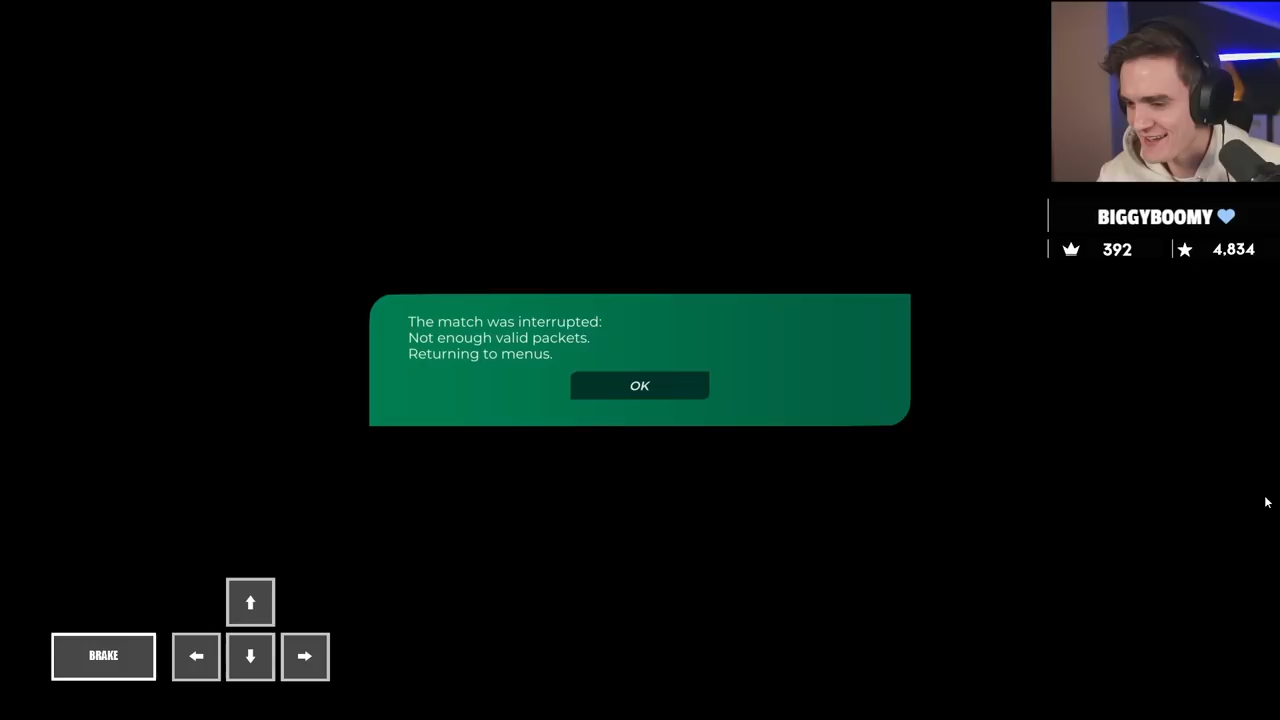 BIGGYBOOMY
392 4,834
The match was interrupted:
Not enough valid packets.
Returning to menus.
OK
BRAKE